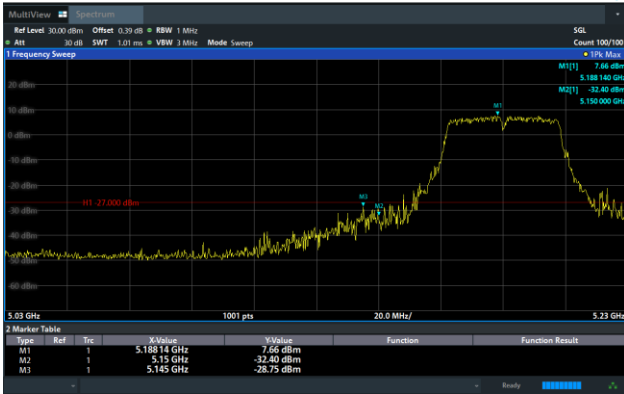 MultiView Spectrum
Ref Level 30.00 dBm Offset 0.39 dB RBW 1 MHz SGL
Att 30 dB SWT 1.01 ms VBW 3 MHz Mode Sweep Count 100/100
1 Frequency Sweep 1Pk Max
M1[1] 7.66 dBm
5.188 140 GHz
M2[1] -32.40 dBm
5.150 000 GHz
20 dBm
M1
10 dBm
0 dBm
-10 dBm
-20 dBm
H1 -27.000 dBm
M3
M2
-30 dBm
-40 dBm
-50 dBm
-60 dBm
5.03 GHz 1001 pts 20.0 MHz/ 5.23 GHz
2 Marker Table
Type Ref Trc X-Value Y-Value Function Function Result
M1 1 5.18814 GHz 7.66 dBm
M2 1 5.15 GHz -32.40 dBm
M3 1 5.145 GHz -28.75 dBm
Ready